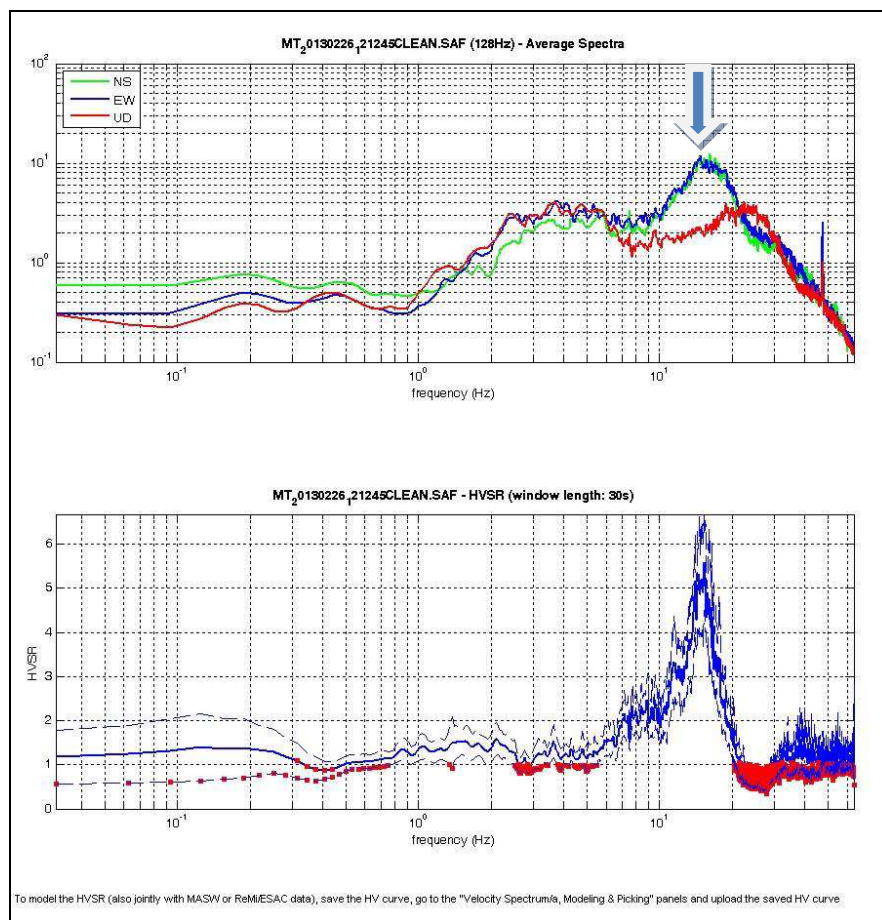 MT_20130226_121245CLEAN.SAF (128Hz) - Average Spectra
NS
EW
UD
10^2
10^1
10^0
10^-1
10^-1 10^0 10^1
frequency (Hz)
MT_20130226_121245CLEAN.SAF - HVSR (window length: 30s)
HVSR
6
5
4
3
2
1
0
10^-1 10^0 10^1
frequency (Hz)
To model the HVSR (also jointly with MASW or ReMi/ESAC data), save the HV curve, go to the "Velocity Spectrum/a, Modeling & Picking" panels and upload the saved HV curve